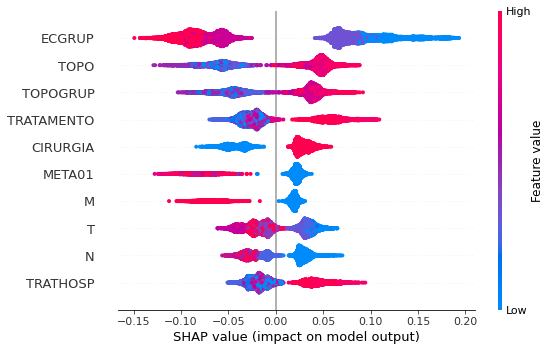 High
ECGRUP
TOPO
TOPOGRUP
TRATAMENTO
CIRURGIA
META01
M
T
N
TRATHOSP
Feature value
Low
−0.15 −0.10 −0.05 0.00 0.05 0.10 0.15 0.20
SHAP value (impact on model output)